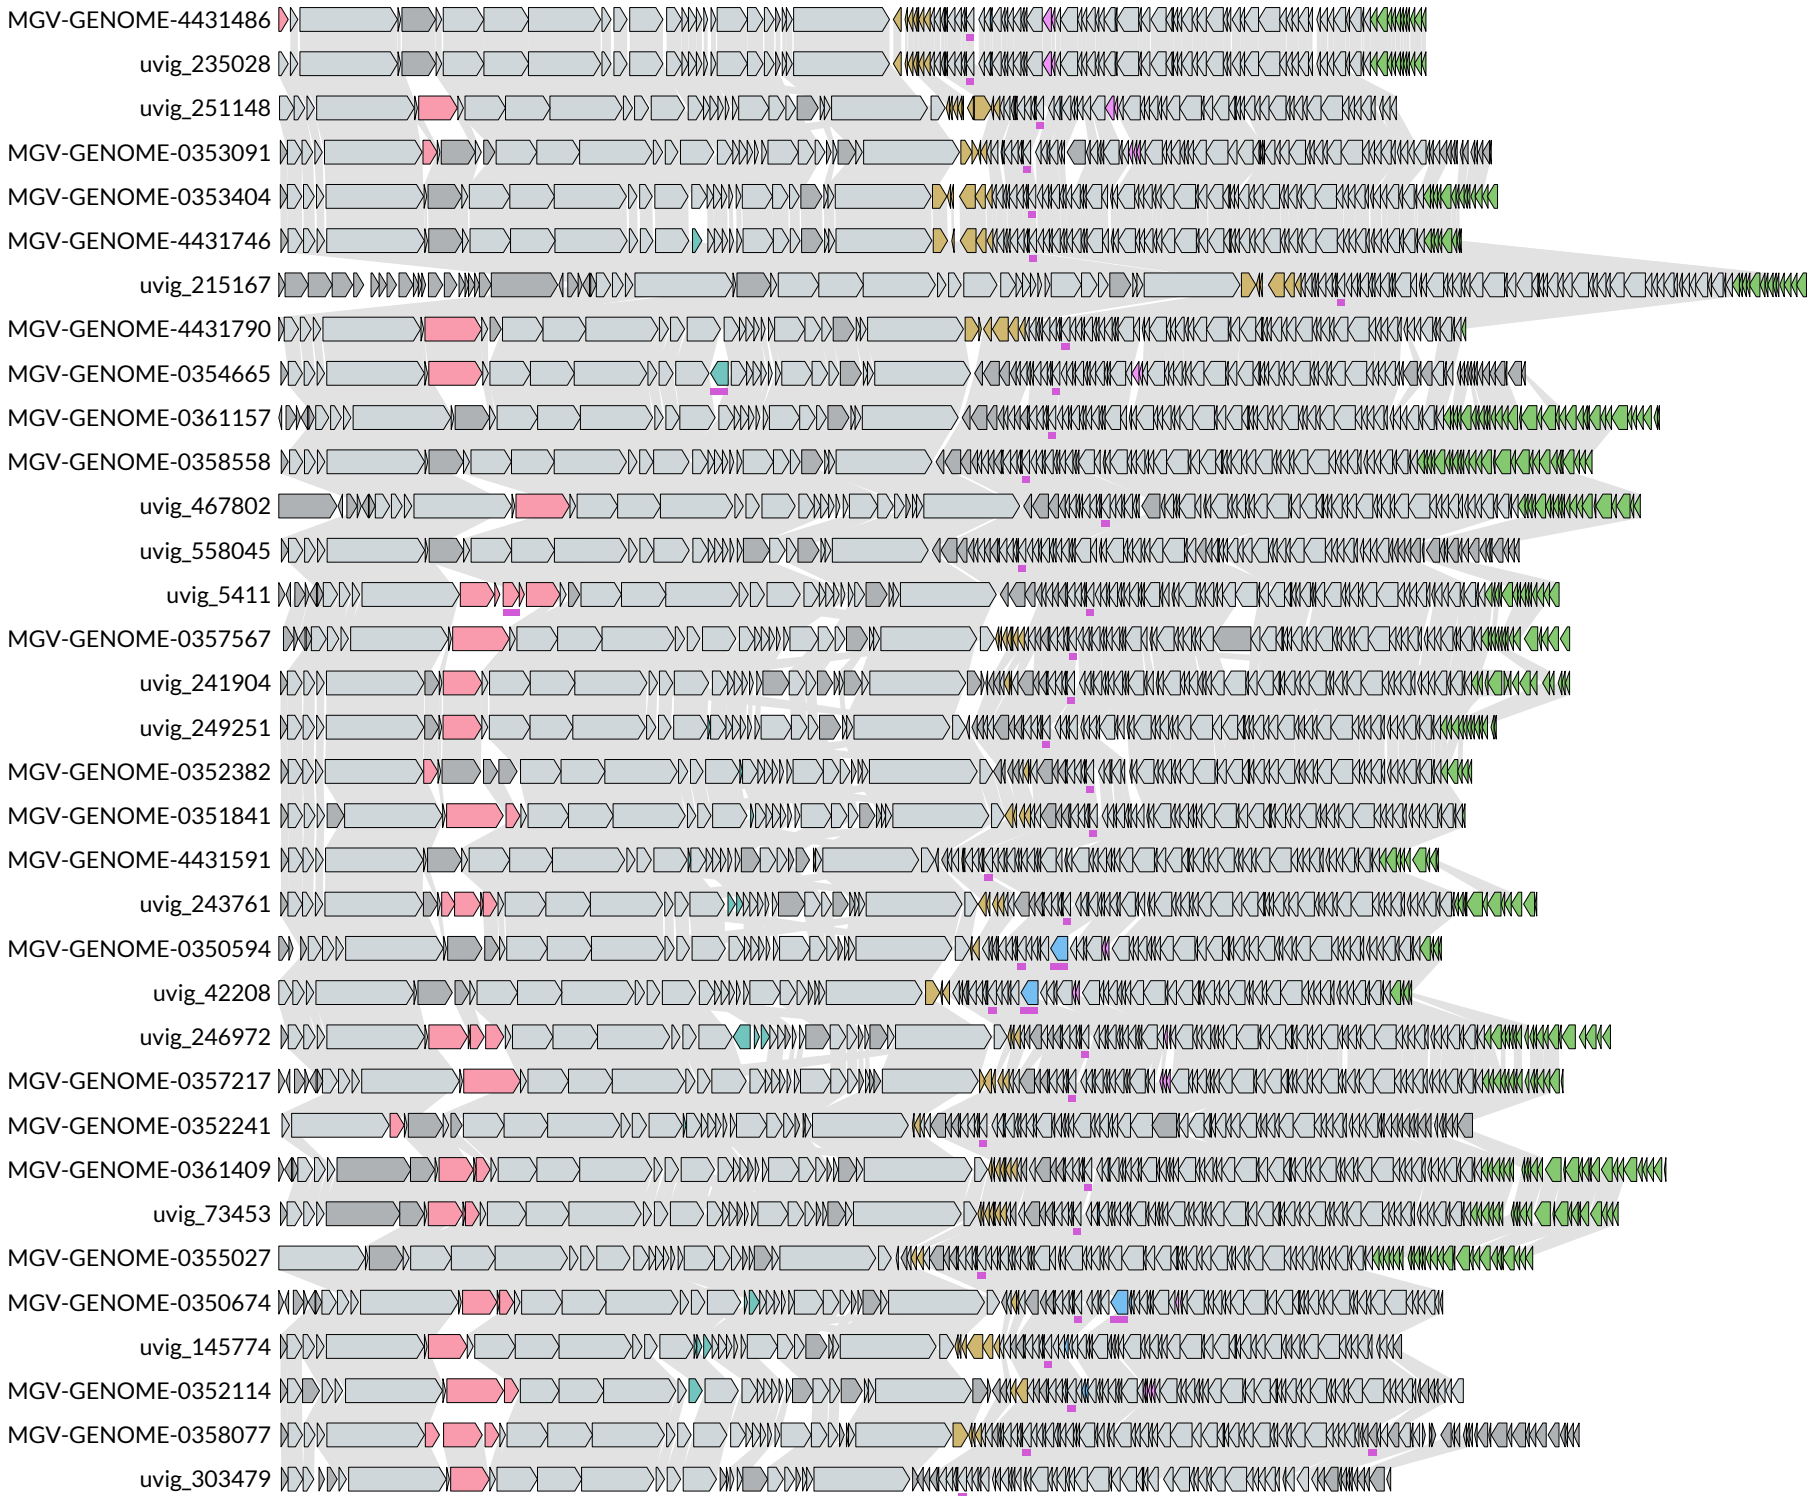 MGV-GENOME-4431486
uvig_235028
uvig_251148
MGV-GENOME-0353091
MGV-GENOME-0353404
MGV-GENOME-4431746
uvig_215167
MGV-GENOME-4431790
MGV-GENOME-0354665
MGV-GENOME-0361157
MGV-GENOME-0358558
uvig_467802
uvig_558045
uvig_5411
MGV-GENOME-0357567
uvig_241904
uvig_249251
MGV-GENOME-0352382
MGV-GENOME-0351841
MGV-GENOME-4431591
uvig_243761
MGV-GENOME-0350594
uvig_42208
uvig_246972
MGV-GENOME-0357217
MGV-GENOME-0352241
MGV-GENOME-0361409
uvig_73453
MGV-GENOME-0355027
MGV-GENOME-0350674
uvig_145774
MGV-GENOME-0352114
MGV-GENOME-0358077
uvig_303479